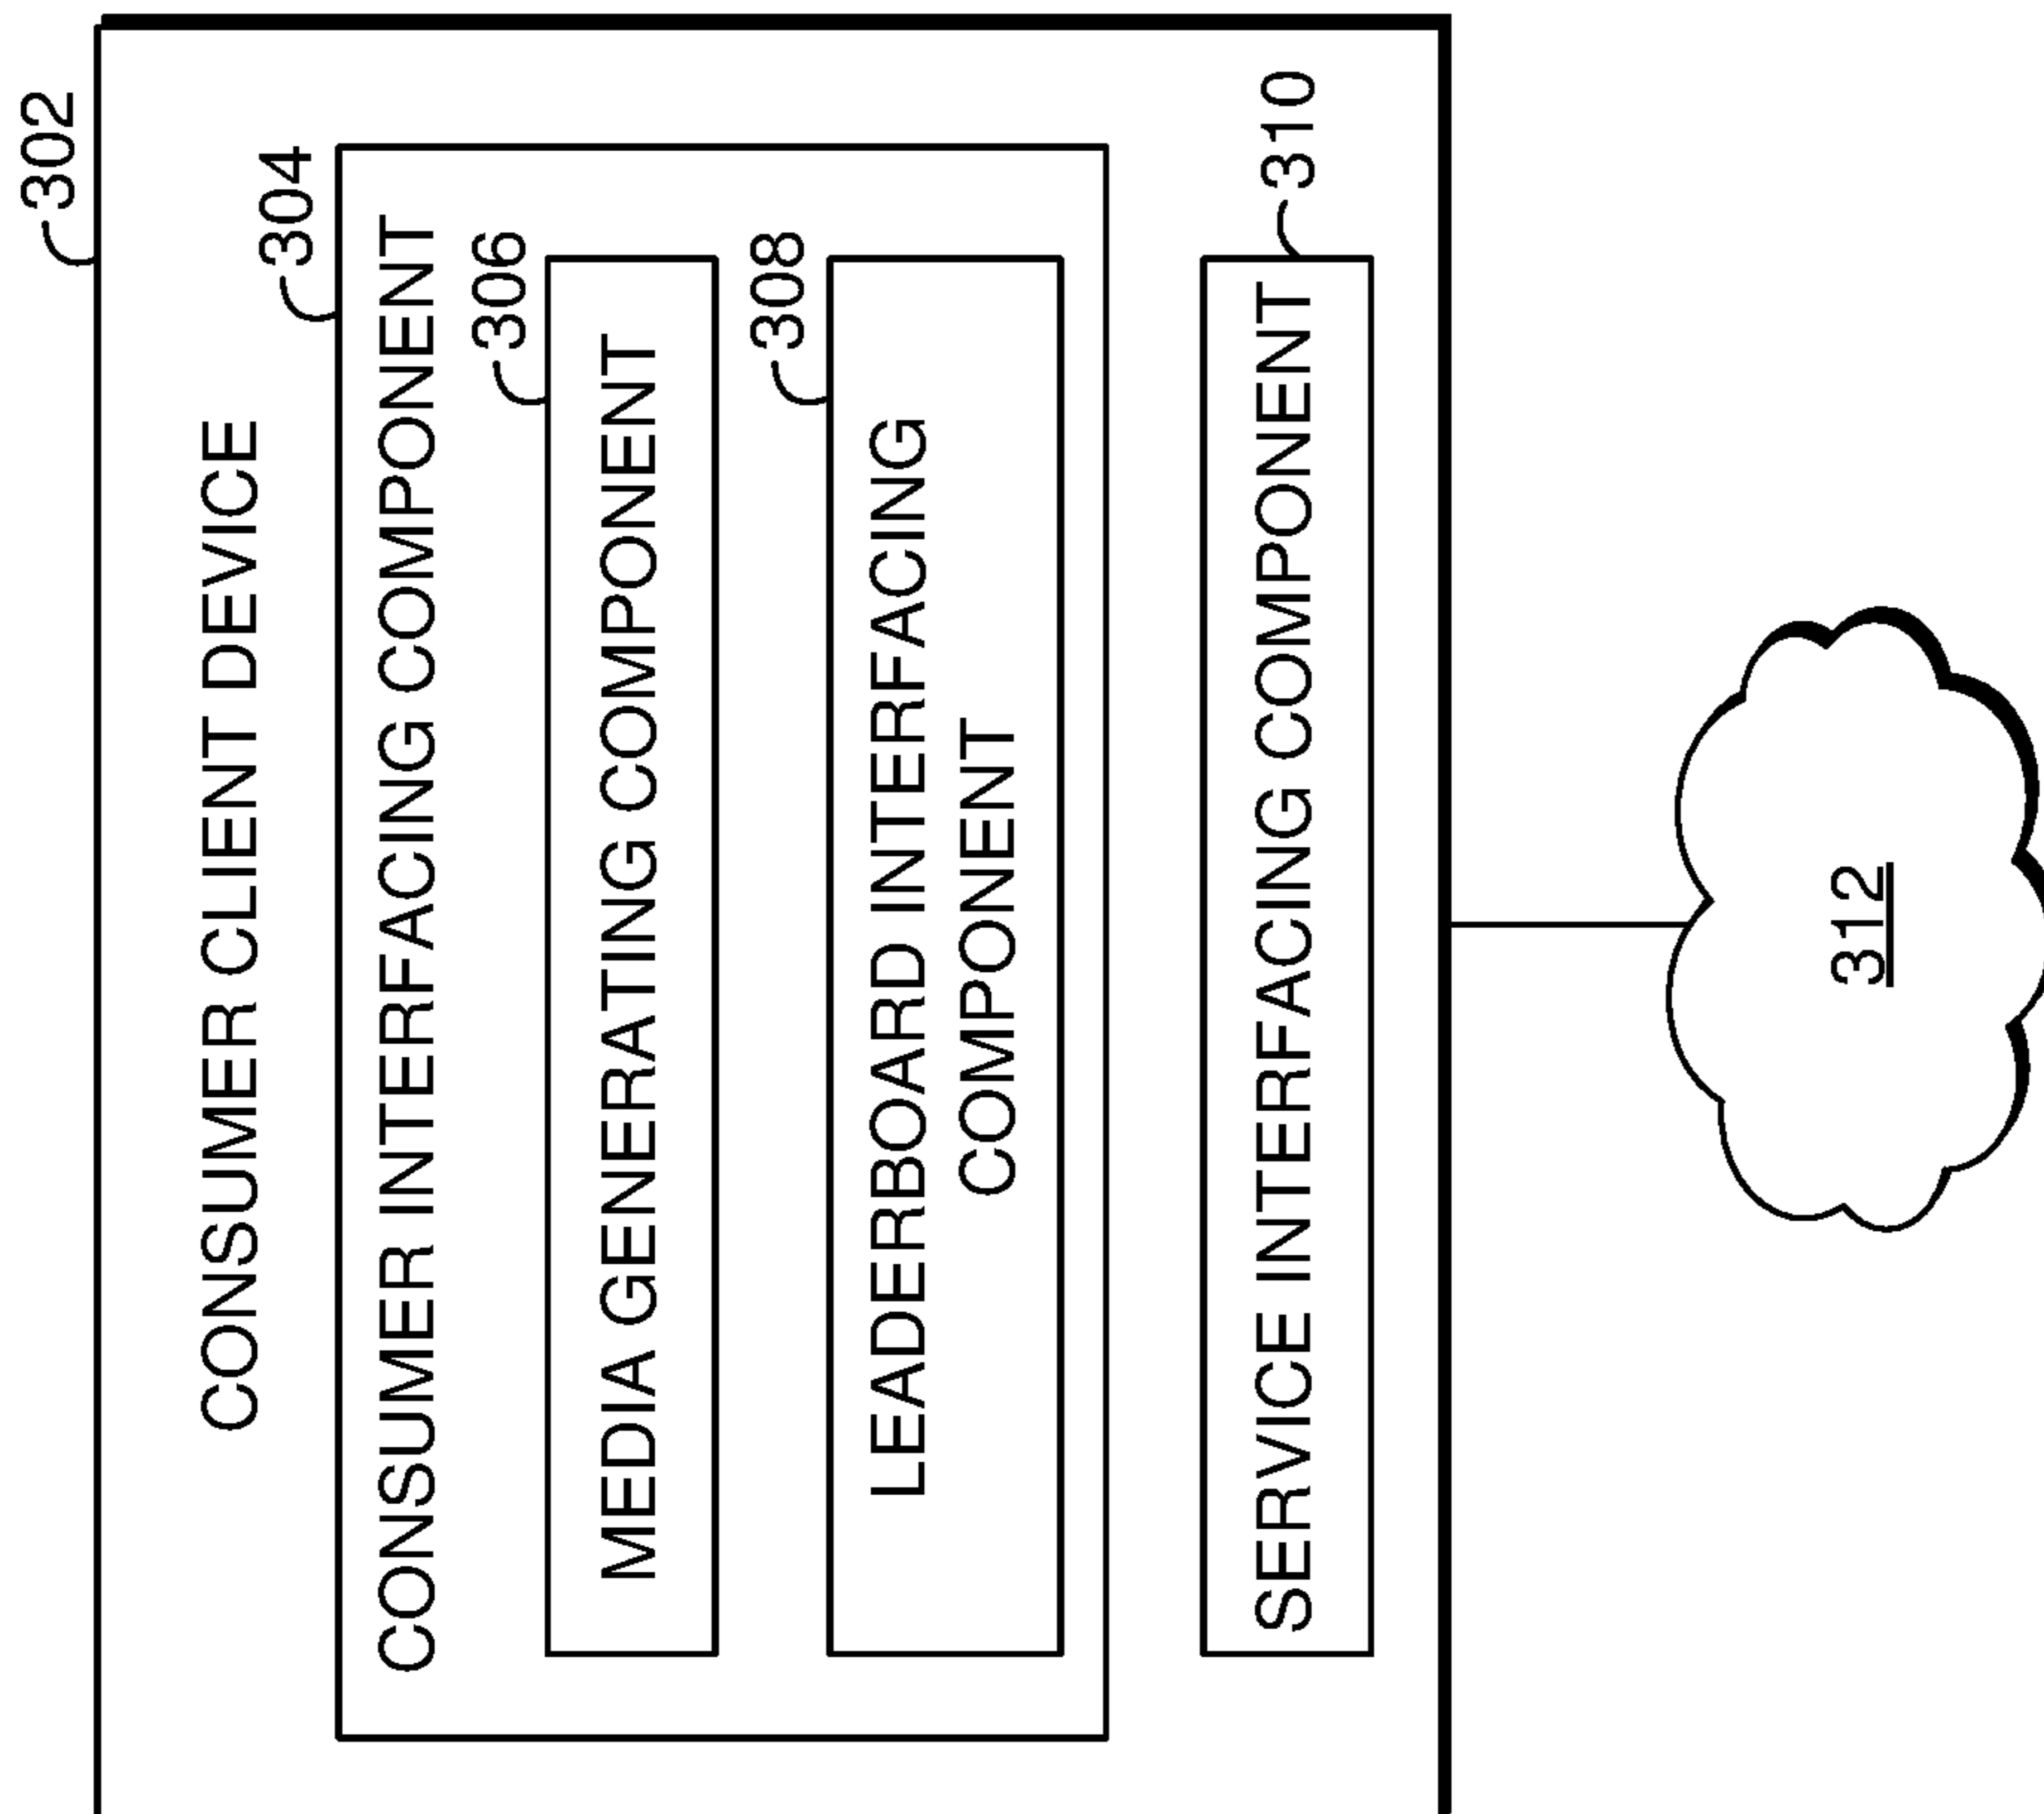 302
CONSUMER CLIENT DEVICE
304
CONSUMER INTERFACING COMPONENT
306
MEDIA GENERATING COMPONENT
308
LEADERBOARD INTERFACING
COMPONENT
310
SERVICE INTERFACING COMPONENT
312